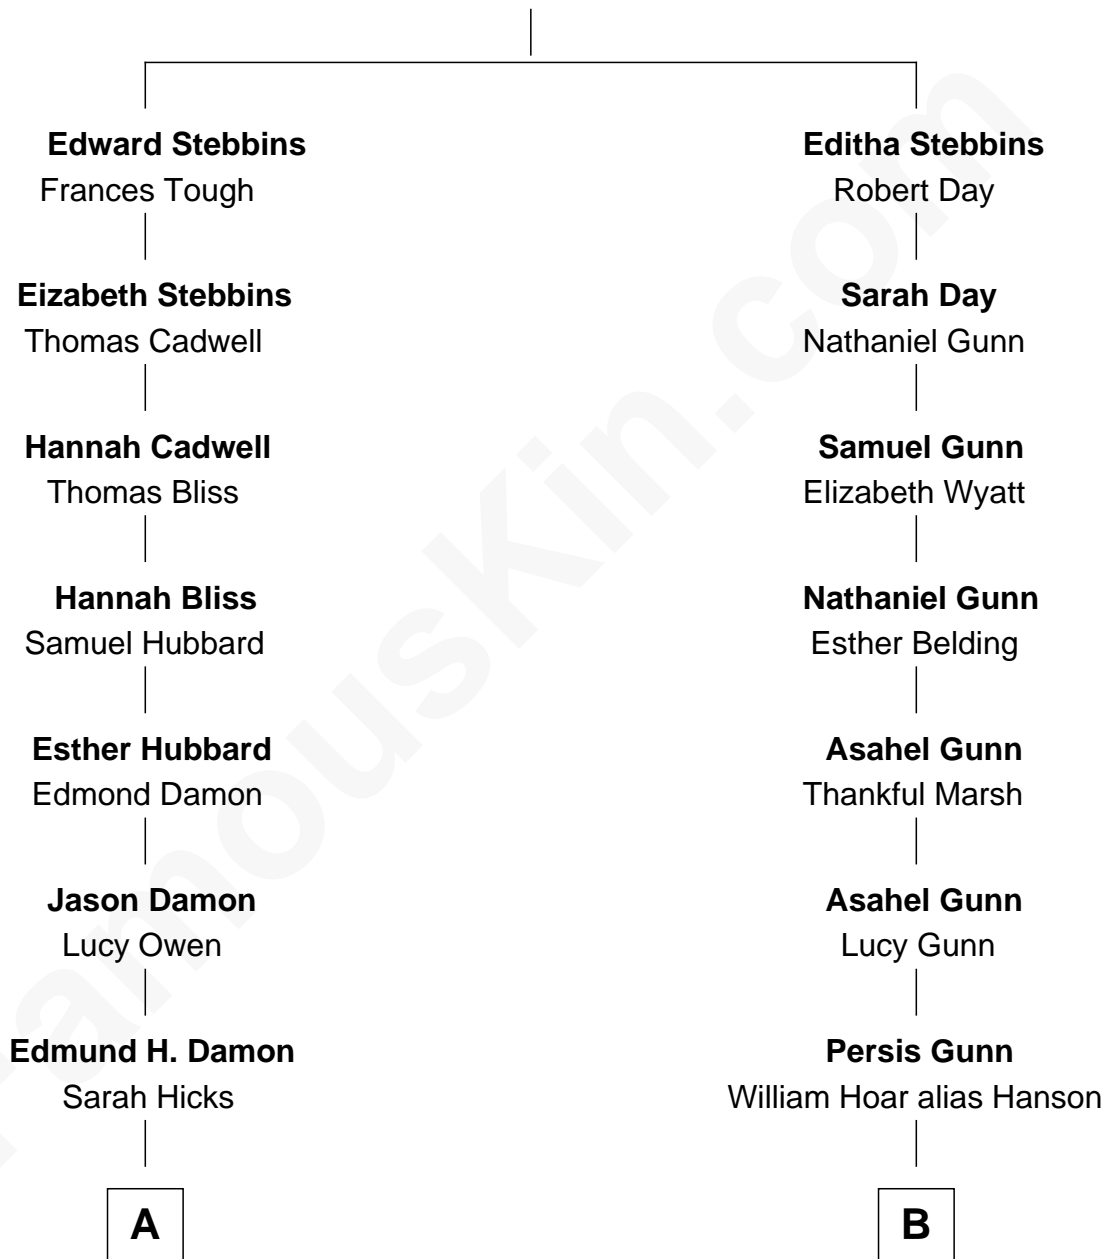 Edward Stebbins
Frances Tough
Eizabeth Stebbins
Thomas Cadwell
Hannah Cadwell
Thomas Bliss
Hannah Bliss
Samuel Hubbard
Esther Hubbard
Edmond Damon
Jason Damon
Lucy Owen
Edmund H. Damon
Sarah Hicks
A
Editha Stebbins
Robert Day
Sarah Day
Nathaniel Gunn
Samuel Gunn
Elizabeth Wyatt
Nathaniel Gunn
Esther Belding
Asahel Gunn
Thankful Marsh
Asahel Gunn
Lucy Gunn
Persis Gunn
William Hoar alias Hanson
B
FamousKin.com